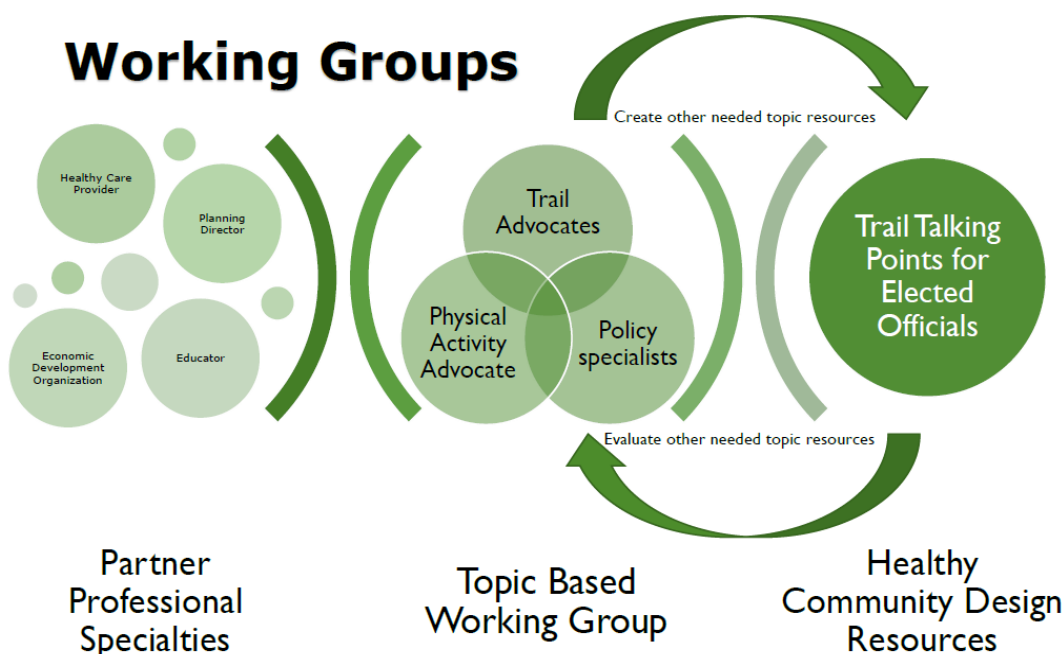 Working Groups
Create other needed topic resources
Healthy Care
Provider
Planning
Director
Economic
Development
Organization
Educator
Trail
Advocates
Physical
Activity
Advocate
Policy
specialists
Trail Talking
Points for
Elected
Officials
Evaluate other needed topic resources
Partner
Professional
Specialties
Topic Based
Working Group
Healthy
Community Design
Resources